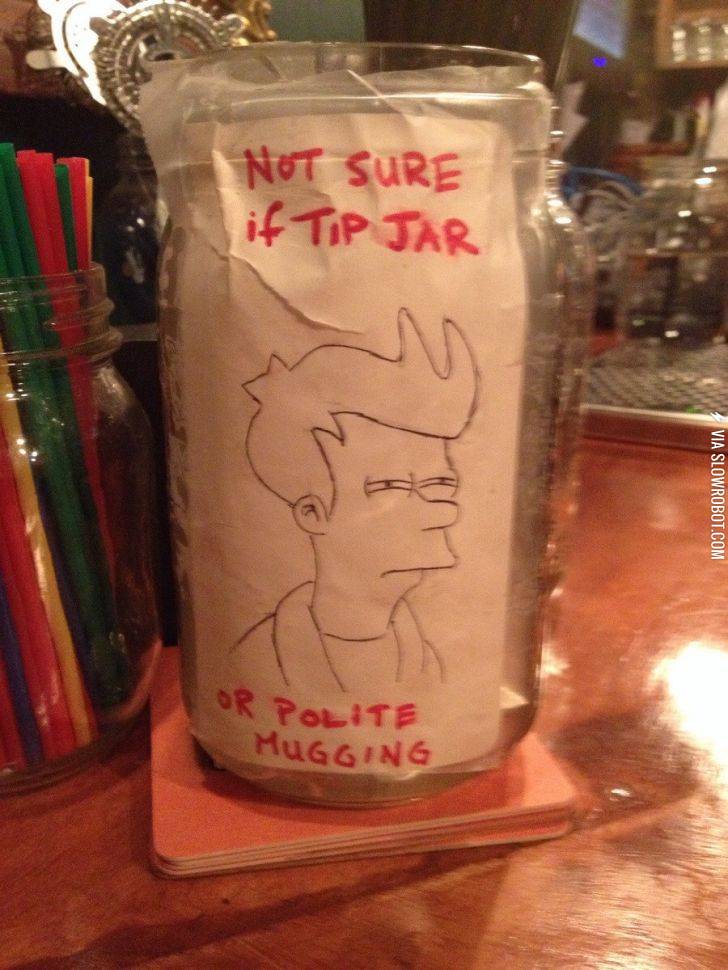 NOT SURE
if TIP JAR
OR POLITE
MUGGING
VIA SLOWROBOT.COM